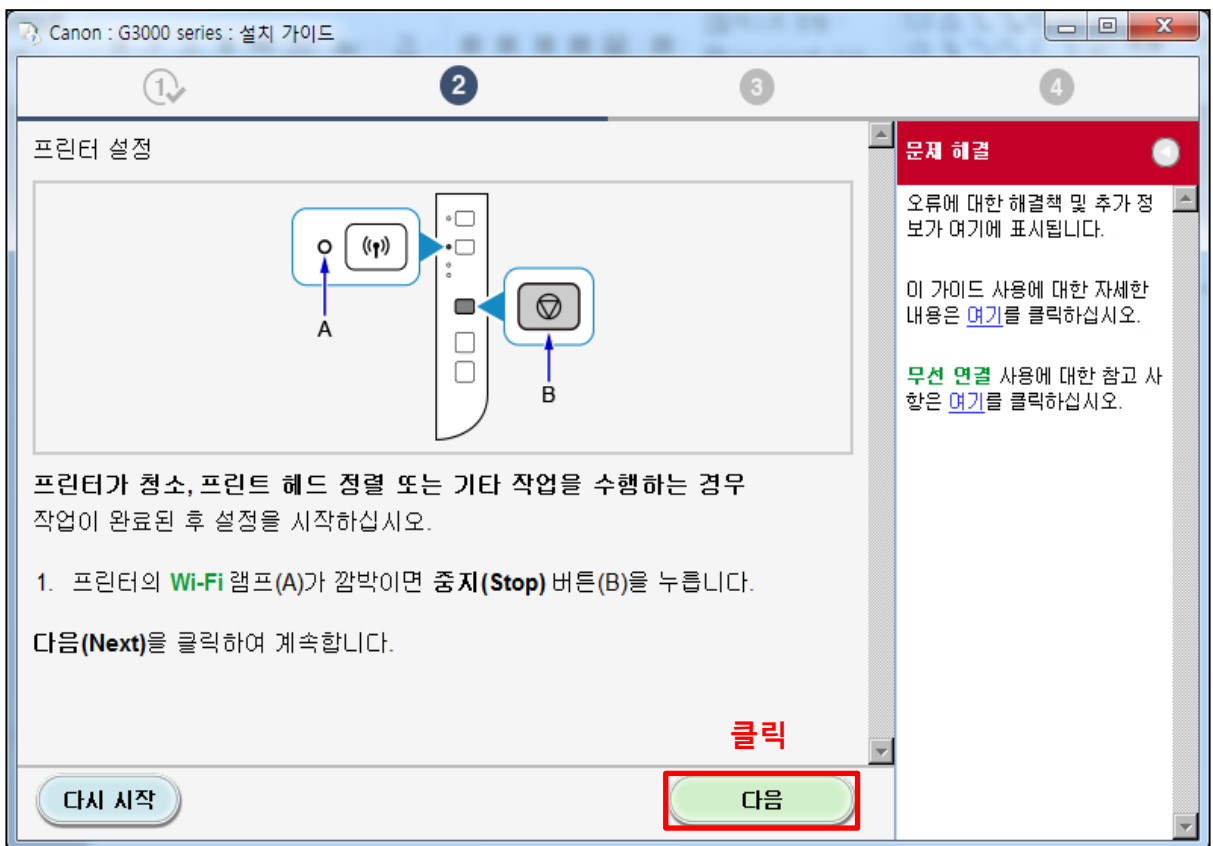 Canon : G3000 series : 설치 가이드
1
2
3
4
프린터 설정
A
B
프린터가 청소, 프린트 헤드 정렬 또는 기타 작업을 수행하는 경우
작업이 완료된 후 설정을 시작하십시오.
1. 프린터의 Wi-Fi 램프(A)가 깜박이면 중지(Stop) 버튼(B)을 누릅니다.
다음(Next)을 클릭하여 계속합니다.
클릭
다시 시작
다음
문제 해결
오류에 대한 해결책 및 추가 정
보가 여기에 표시됩니다.
이 가이드 사용에 대한 자세한
내용은 여기를 클릭하십시오.
무선 연결 사용에 대한 참고 사
항은 여기를 클릭하십시오.